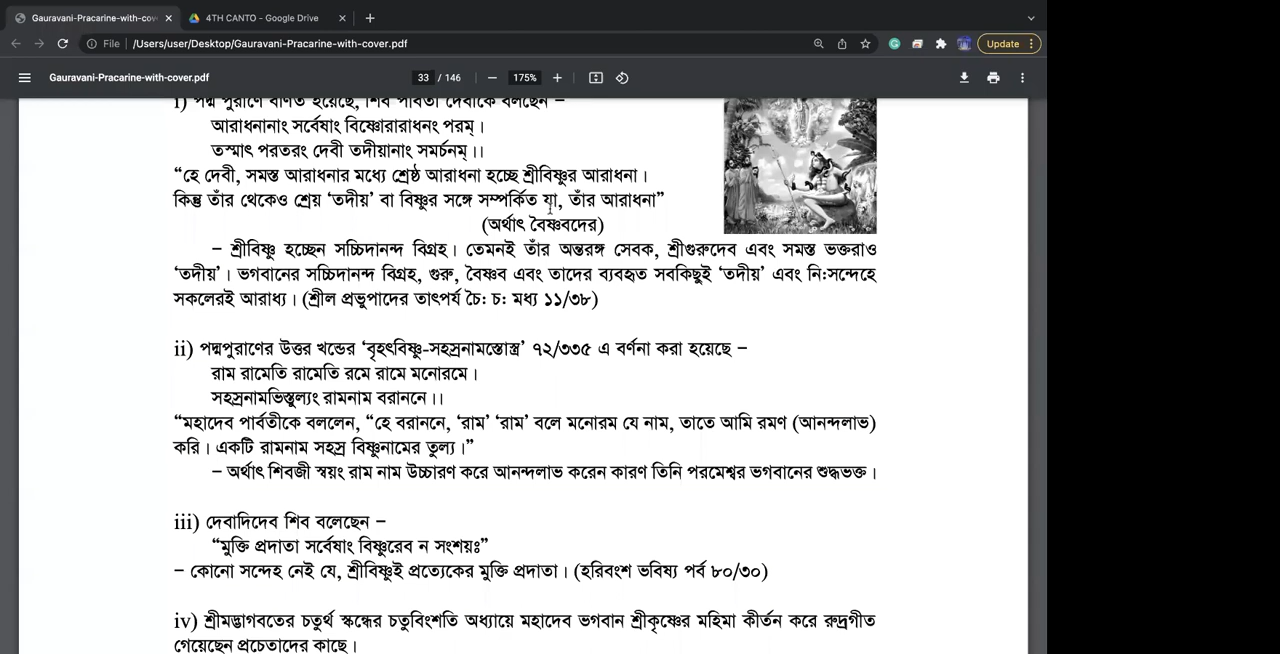 Gauravani-Pracarine-with-cov
4TH CANTO - Google Drive
File /Users/user/Desktop/Gauravani-Pracarine-with-cover.pdf
Update
Gauravani-Pracarine-with-cover.pdf
33 / 146
175%
i) পদ্ম পুরাণে বর্ণিত হয়েছে, শিব পার্বতী দেবীকে বলছেন –
আরাধনানাং সর্বেষাং বিষ্ণোরারাধনং পরম্।
তস্মাৎ পরতরং দেবী তদীয়ানাং সমর্চনম্।।
“হে দেবী, সমস্ত আরাধনার মধ্যে শ্রেষ্ঠ আরাধনা হচ্ছে শ্রীবিষ্ণুর আরাধনা।
কিন্তু তাঁর থেকেও শ্রেয় ‘তদীয়’ বা বিষ্ণুর সঙ্গে সম্পর্কিত যা, তাঁর আরাধনা”
(অর্থাৎ বৈষ্ণবদের)
– শ্রীবিষ্ণু হচ্ছেন সচ্চিদানন্দ বিগ্রহ। তেমনই তাঁর অন্তরঙ্গ সেবক, শ্রীগুরুদেব এবং সমস্ত ভক্তরাও
‘তদীয়’। ভগবানের সচ্চিদানন্দ বিগ্রহ, গুরু, বৈষ্ণব এবং তাদের ব্যবহৃত সবকিছুই ‘তদীয়’ এবং নি:সন্দেহে
সকলেরই আরাধ্য। (শ্রীল প্রভুপাদের তাৎপর্য চৈ: চ: মধ্য ১১/৩৮)
ii) পদ্মপুরাণের উত্তর খন্ডের ‘বৃহৎবিষ্ণু-সহস্রনামস্তোত্র’ ৭২/৩৩৫ এ বর্ণনা করা হয়েছে –
রাম রামেতি রামেতি রমে রামে মনোরমে।
সহস্রনামভিস্তুল্যং রামনাম বরাননে।।
“মহাদেব পার্বতীকে বললেন, “হে বরাননে, ‘রাম’ ‘রাম’ বলে মনোরম যে নাম, তাতে আমি রমণ (আনন্দলাভ)
করি। একটি রামনাম সহস্র বিষ্ণুনামের তুল্য।”
– অর্থাৎ শিবজী স্বয়ং রাম নাম উচ্চারণ করে আনন্দলাভ করেন কারণ তিনি পরমেশ্বর ভগবানের শুদ্ধভক্ত।
iii) দেবাদিদেব শিব বলেছেন –
“মুক্তি প্রদাতা সর্বেষাং বিষ্ণুরেব ন সংশয়ঃ”
– কোনো সন্দেহ নেই যে, শ্রীবিষ্ণুই প্রত্যেকের মুক্তি প্রদাতা। (হরিবংশ ভবিষ্য পর্ব ৮০/৩০)
iv) শ্রীমদ্ভাগবতের চতুর্থ স্কন্ধের চতুবিংশতি অধ্যায়ে মহাদেব ভগবান শ্রীকৃষ্ণের মহিমা কীর্তন করে রুদ্রগীত
গেয়েছেন প্রচেতাদের কাছে।